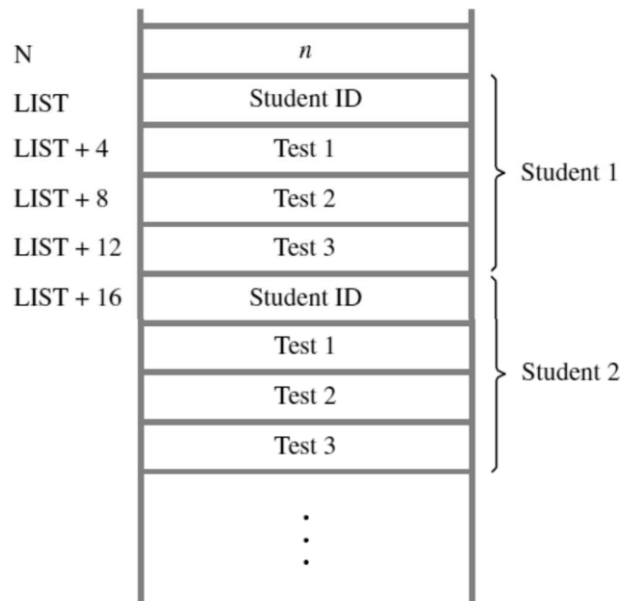 N n
LIST Student ID
LIST + 4 Test 1
Student 1
LIST + 8 Test 2
LIST + 12 Test 3
LIST + 16 Student ID
Test 1
Student 2
Test 2
Test 3